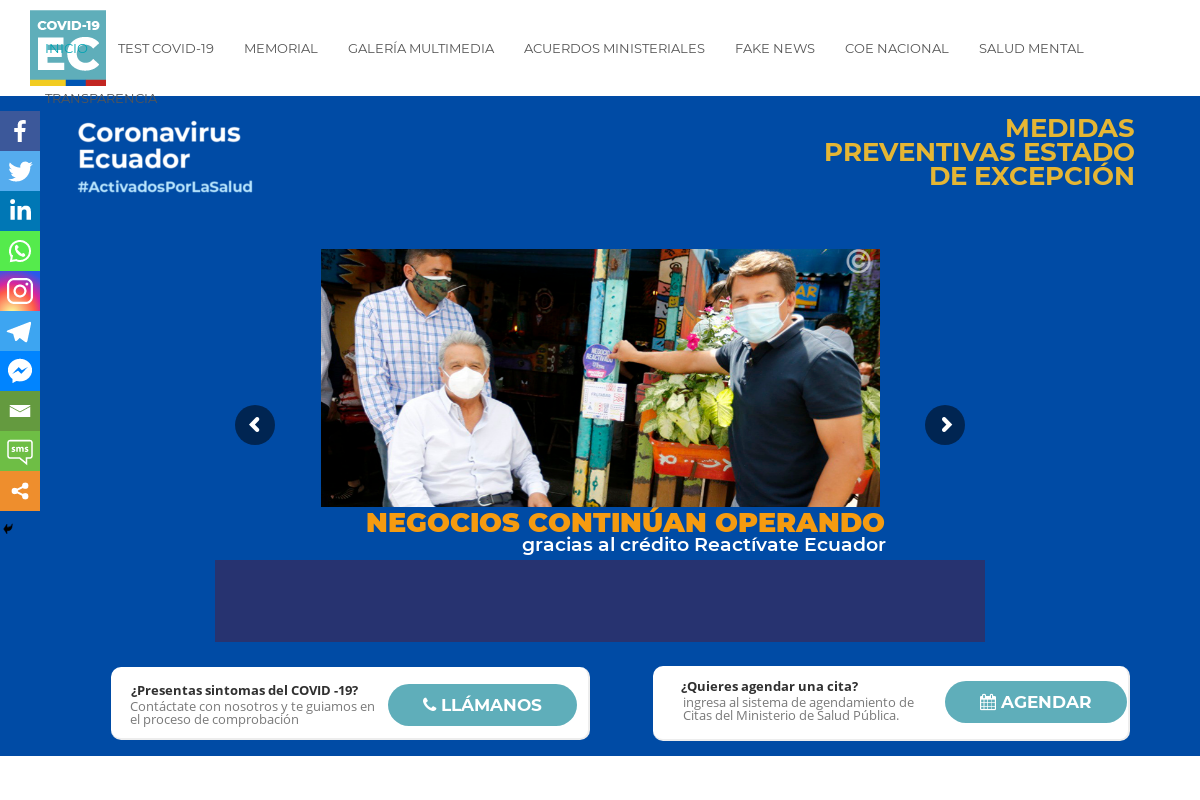 COVID-19
EC
INICIO
TEST COVID-19
MEMORIAL
GALERÍA MULTIMEDIA
ACUERDOS MINISTERIALES
FAKE NEWS
COE NACIONAL
SALUD MENTAL
TRANSPARENCIA
Coronavirus
Ecuador
#ActivadosPorLaSalud
MEDIDAS
PREVENTIVAS ESTADO
DE EXCEPCIÓN
sms
NEGOCIOS CONTINÚAN OPERANDO
gracias al crédito Reactívate Ecuador
¿Presentas sintomas del COVID -19?
Contáctate con nosotros y te guiamos en
el proceso de comprobación
LLÁMANOS
¿Quieres agendar una cita?
ingresa al sistema de agendamiento de
Citas del Ministerio de Salud Pública.
AGENDAR